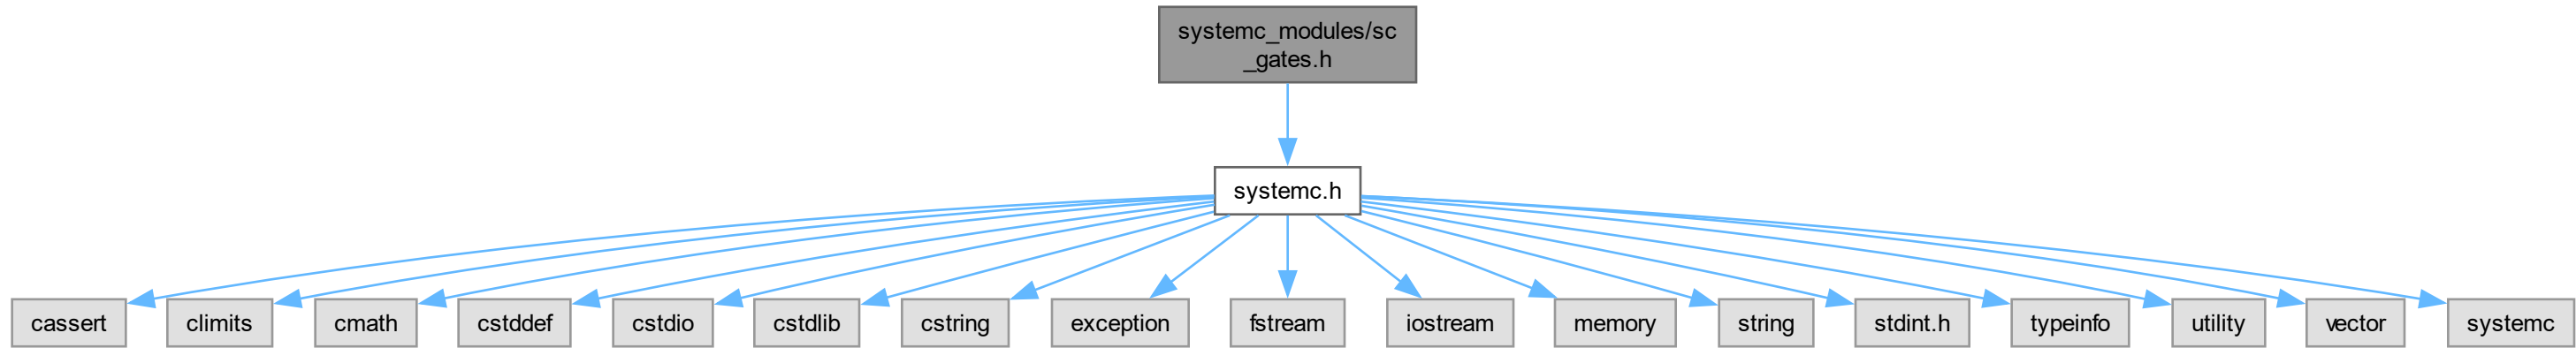 systemc_modules/sc
_gates.h
systemc.h
cassert
climits
cmath
cstddef
cstdio
cstdlib
cstring
exception
fstream
iostream
memory
string
stdint.h
typeinfo
utility
vector
systemc